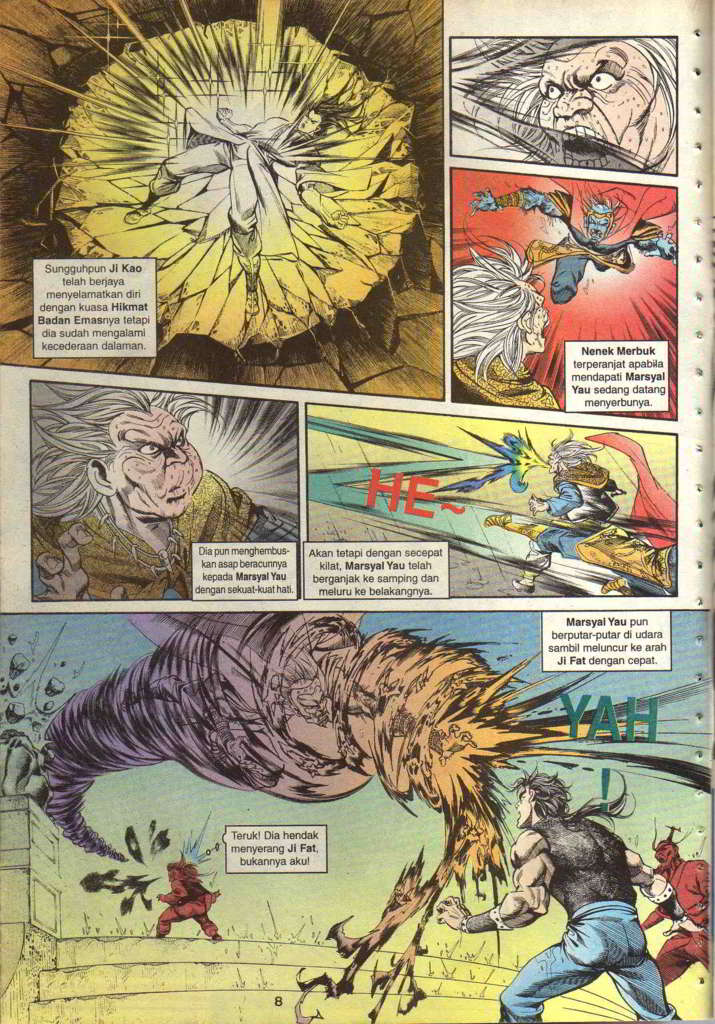 Sungguhpun Ji Kao
telah berjaya
menyelamatkan diri
dengan kuasa Hikmat
Badan Emasnya tetapi
dia sudah mengalami
kecederaan dalaman.
Nenek Merbuk
terperanjat apabila
mendapati Marsyal
Yau sedang datang
menyerbunya.
Dia pun menghembus-
kan asap beracunnya
kepada Marsyal Yau
dengan sekuat-kuat hati.
HE~
Akan tetapi dengan secepat
kilat, Marsyal Yau telah
berganjak ke samping dan
meluru ke belakangnya.
Marsyal Yau pun
berputar-putar di udara
sambil meluncur ke arah
Ji Fat dengan cepat.
YAH
!
Teruk! Dia hendak
menyerang Ji Fat,
bukannya aku!
8